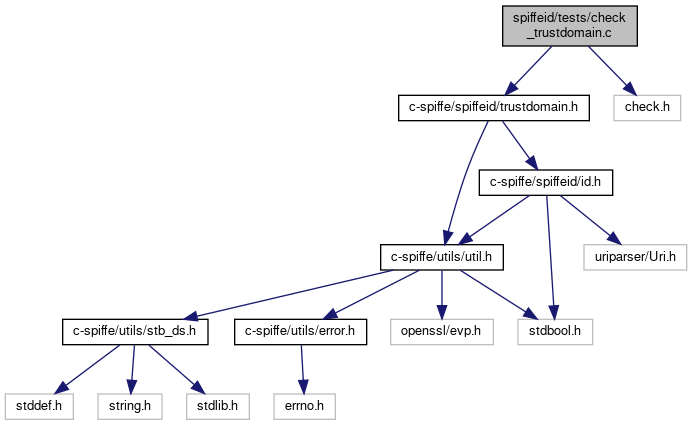 spiffeid/tests/check
_trustdomain.c
c-spiffe/spiffeid/trustdomain.h
check.h
c-spiffe/spiffeid/id.h
c-spiffe/utils/util.h
uriparser/Uri.h
c-spiffe/utils/stb_ds.h
c-spiffe/utils/error.h
openssl/evp.h
stdbool.h
stddef.h
string.h
stdlib.h
errno.h